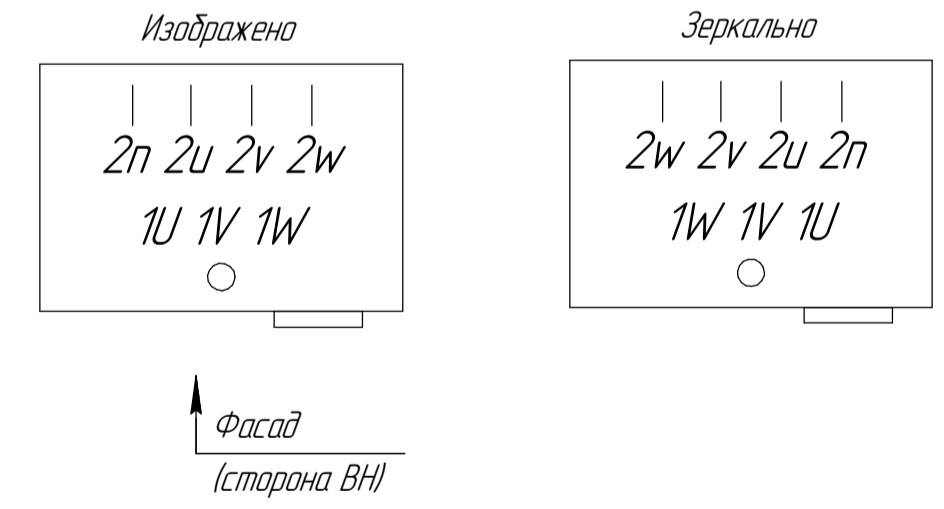 Изображено
2n 2u 2v 2w
1U 1V 1W
Фасад
(сторона ВН)
Зеркально
2w 2v 2u 2n
1W 1V 1U